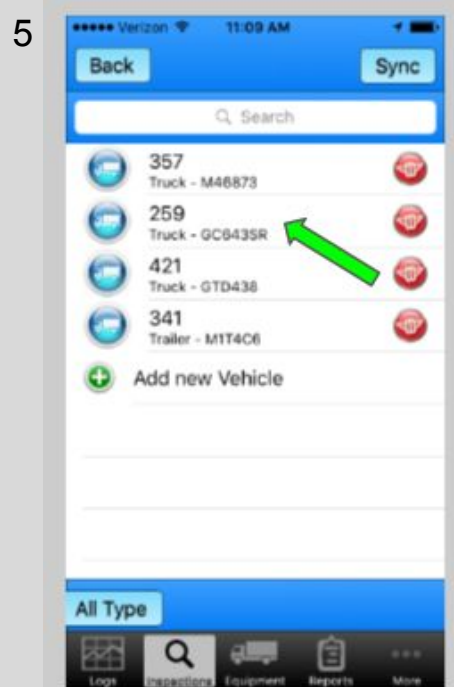 5
Verizon 11:09 AM
Back
Sync
Search
357
Truck - M46873
259
Truck - GC643SR
421
Truck - GTD438
341
Trailer - M1T4C6
Add new Vehicle
All Type
Logs Inspections Equipment Reports More